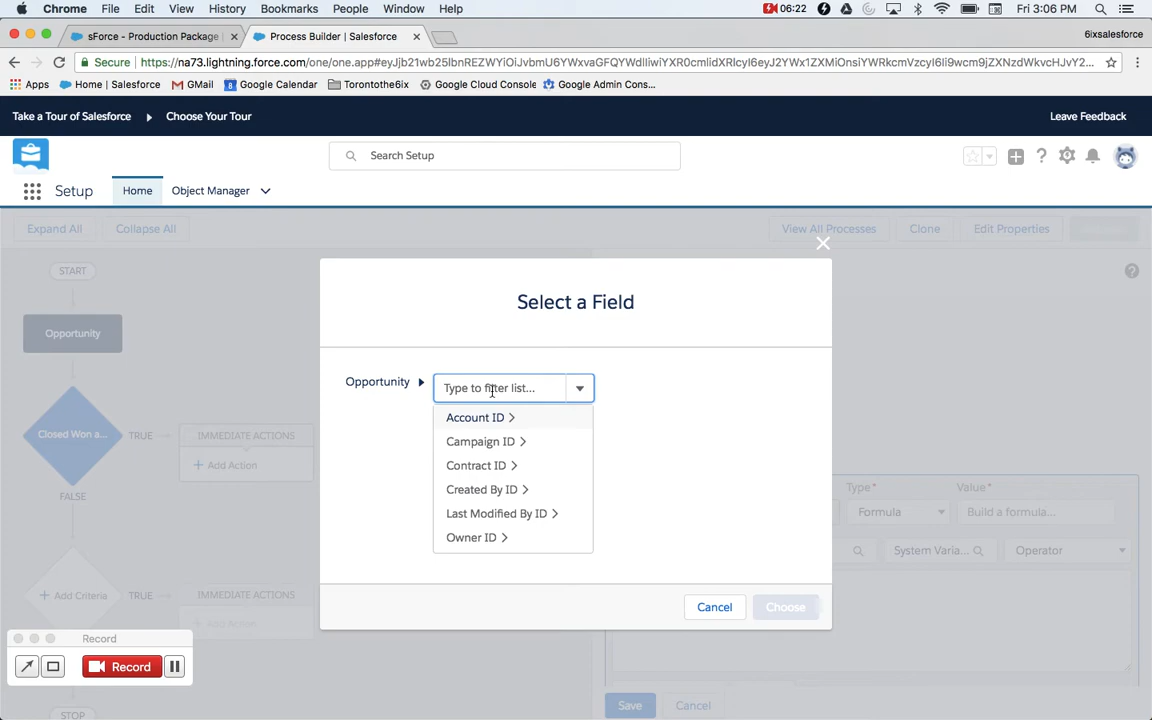 Chrome File Edit View History Bookmarks People Window Help 06:22 Fri 3:06 PM
sForce - Production Package Process Builder | Salesforce 6ixsalesforce
Secure https://na73.lightning.force.com/one/one.app#
Apps Home | Salesforce GMail Google Calendar Torontothe6ix Google Cloud Console Google Admin Cons...
Take a Tour of Salesforce Choose Your Tour Leave Feedback
Search Setup
Setup Home Object Manager
Expand All Collapse All View All Processes Clone Edit Properties
START
Select a Field
Opportunity
Opportunity Type to filter list...
Account ID
Closed Won a... TRUE IMMEDIATE ACTIONS
Campaign ID
+ Add Action
Contract ID
FALSE
Created By ID
Type* Value*
Last Modified By ID
Formula Build a formula...
Owner ID
System Varia... Operator
+ Add Criteria TRUE IMMEDIATE ACTIONS
Cancel Choose
+ Add Action
Record
Record
Save Cancel
STOP